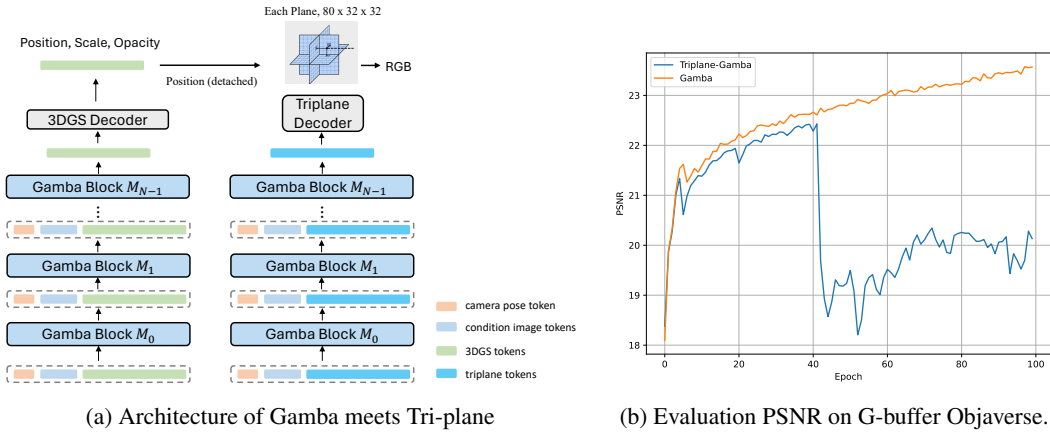 Each Plane, 80 x 32 x 32
Position, Scale, Opacity
Position (detached)
RGB
3DGS Decoder
Triplane
Decoder
Gamba Block M_{N−1}
Gamba Block M_{N−1}
Gamba Block M_1
Gamba Block M_1
Gamba Block M_0
Gamba Block M_0
camera pose token
condition image tokens
3DGS tokens
triplane tokens
(a) Architecture of Gamba meets Tri-plane
Triplane-Gamba
Gamba
PSNR
23
22
21
20
19
18
0
20
40
60
80
100
Epoch
(b) Evaluation PSNR on G-buffer Objaverse.